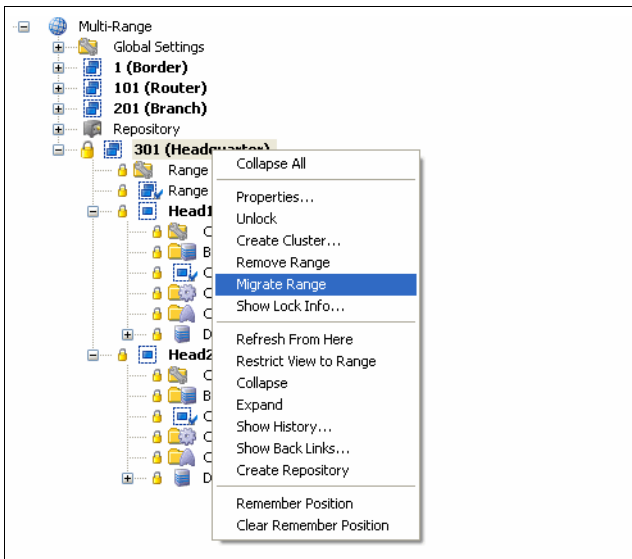 Multi-Range
Global Settings
1 (Border)
101 (Router)
201 (Branch)
Repository
301 (Headquarter)
Range
Range
Head1
C
B
C
C
C
D
Head2
C
B
C
C
C
D
Collapse All
Properties...
Unlock
Create Cluster...
Remove Range
Migrate Range
Show Lock Info...
Refresh From Here
Restrict View to Range
Collapse
Expand
Show History...
Show Back Links...
Create Repository
Remember Position
Clear Remember Position